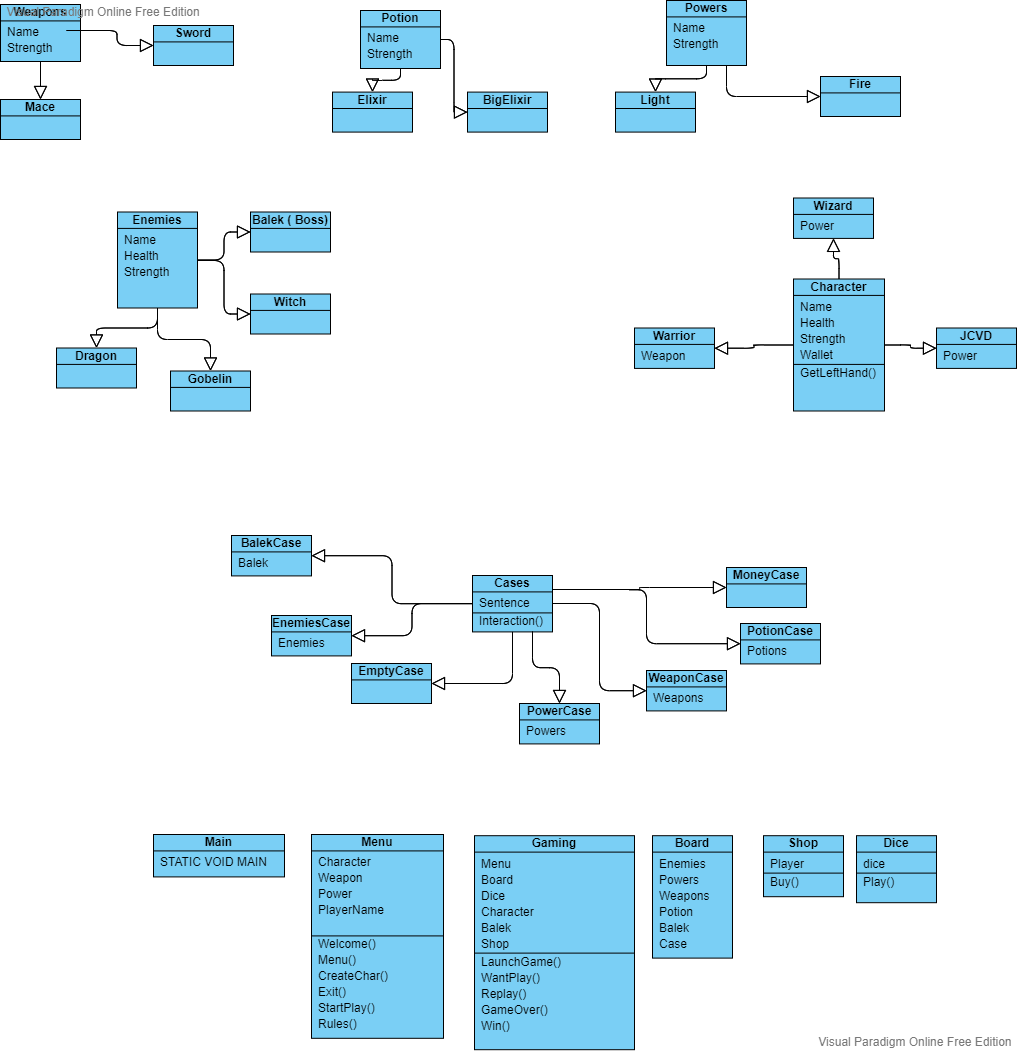 Visual Paradigm Online Free Edition
Weapons
Name
Strength
Sword
Mace
Potion
Name
Strength
Elixir
BigElixir
Powers
Name
Strength
Light
Fire
Enemies
Name
Health
Strength
Balek ( Boss)
Witch
Dragon
Gobelin
Wizard
Power
Character
Name
Health
Strength
Wallet
GetLeftHand()
Warrior
Weapon
JCVD
Power
BalekCase
Balek
EnemiesCase
Enemies
EmptyCase
Cases
Sentence
Interaction()
PowerCase
Powers
MoneyCase
PotionCase
Potions
WeaponCase
Weapons
Main
STATIC VOID MAIN
Menu
Character
Weapon
Power
PlayerName
Welcome()
Menu()
CreateChar()
Exit()
StartPlay()
Rules()
Gaming
Menu
Board
Dice
Character
Balek
Shop
LaunchGame()
WantPlay()
Replay()
GameOver()
Win()
Board
Enemies
Powers
Weapons
Potion
Balek
Case
Shop
Player
Buy()
Dice
dice
Play()
Visual Paradigm Online Free Edition